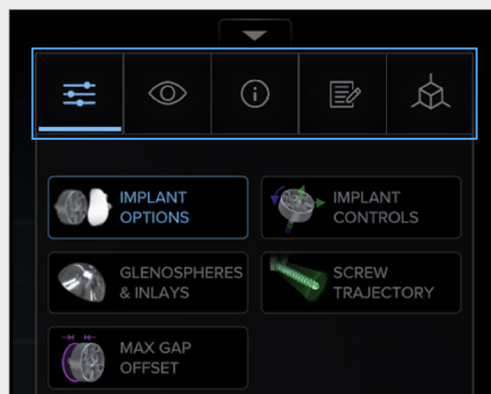 IMPLANT
OPTIONS
IMPLANT
CONTROLS
GLENOSPHERES
& INLAYS
SCREW
TRAJECTORY
MAX GAP
OFFSET